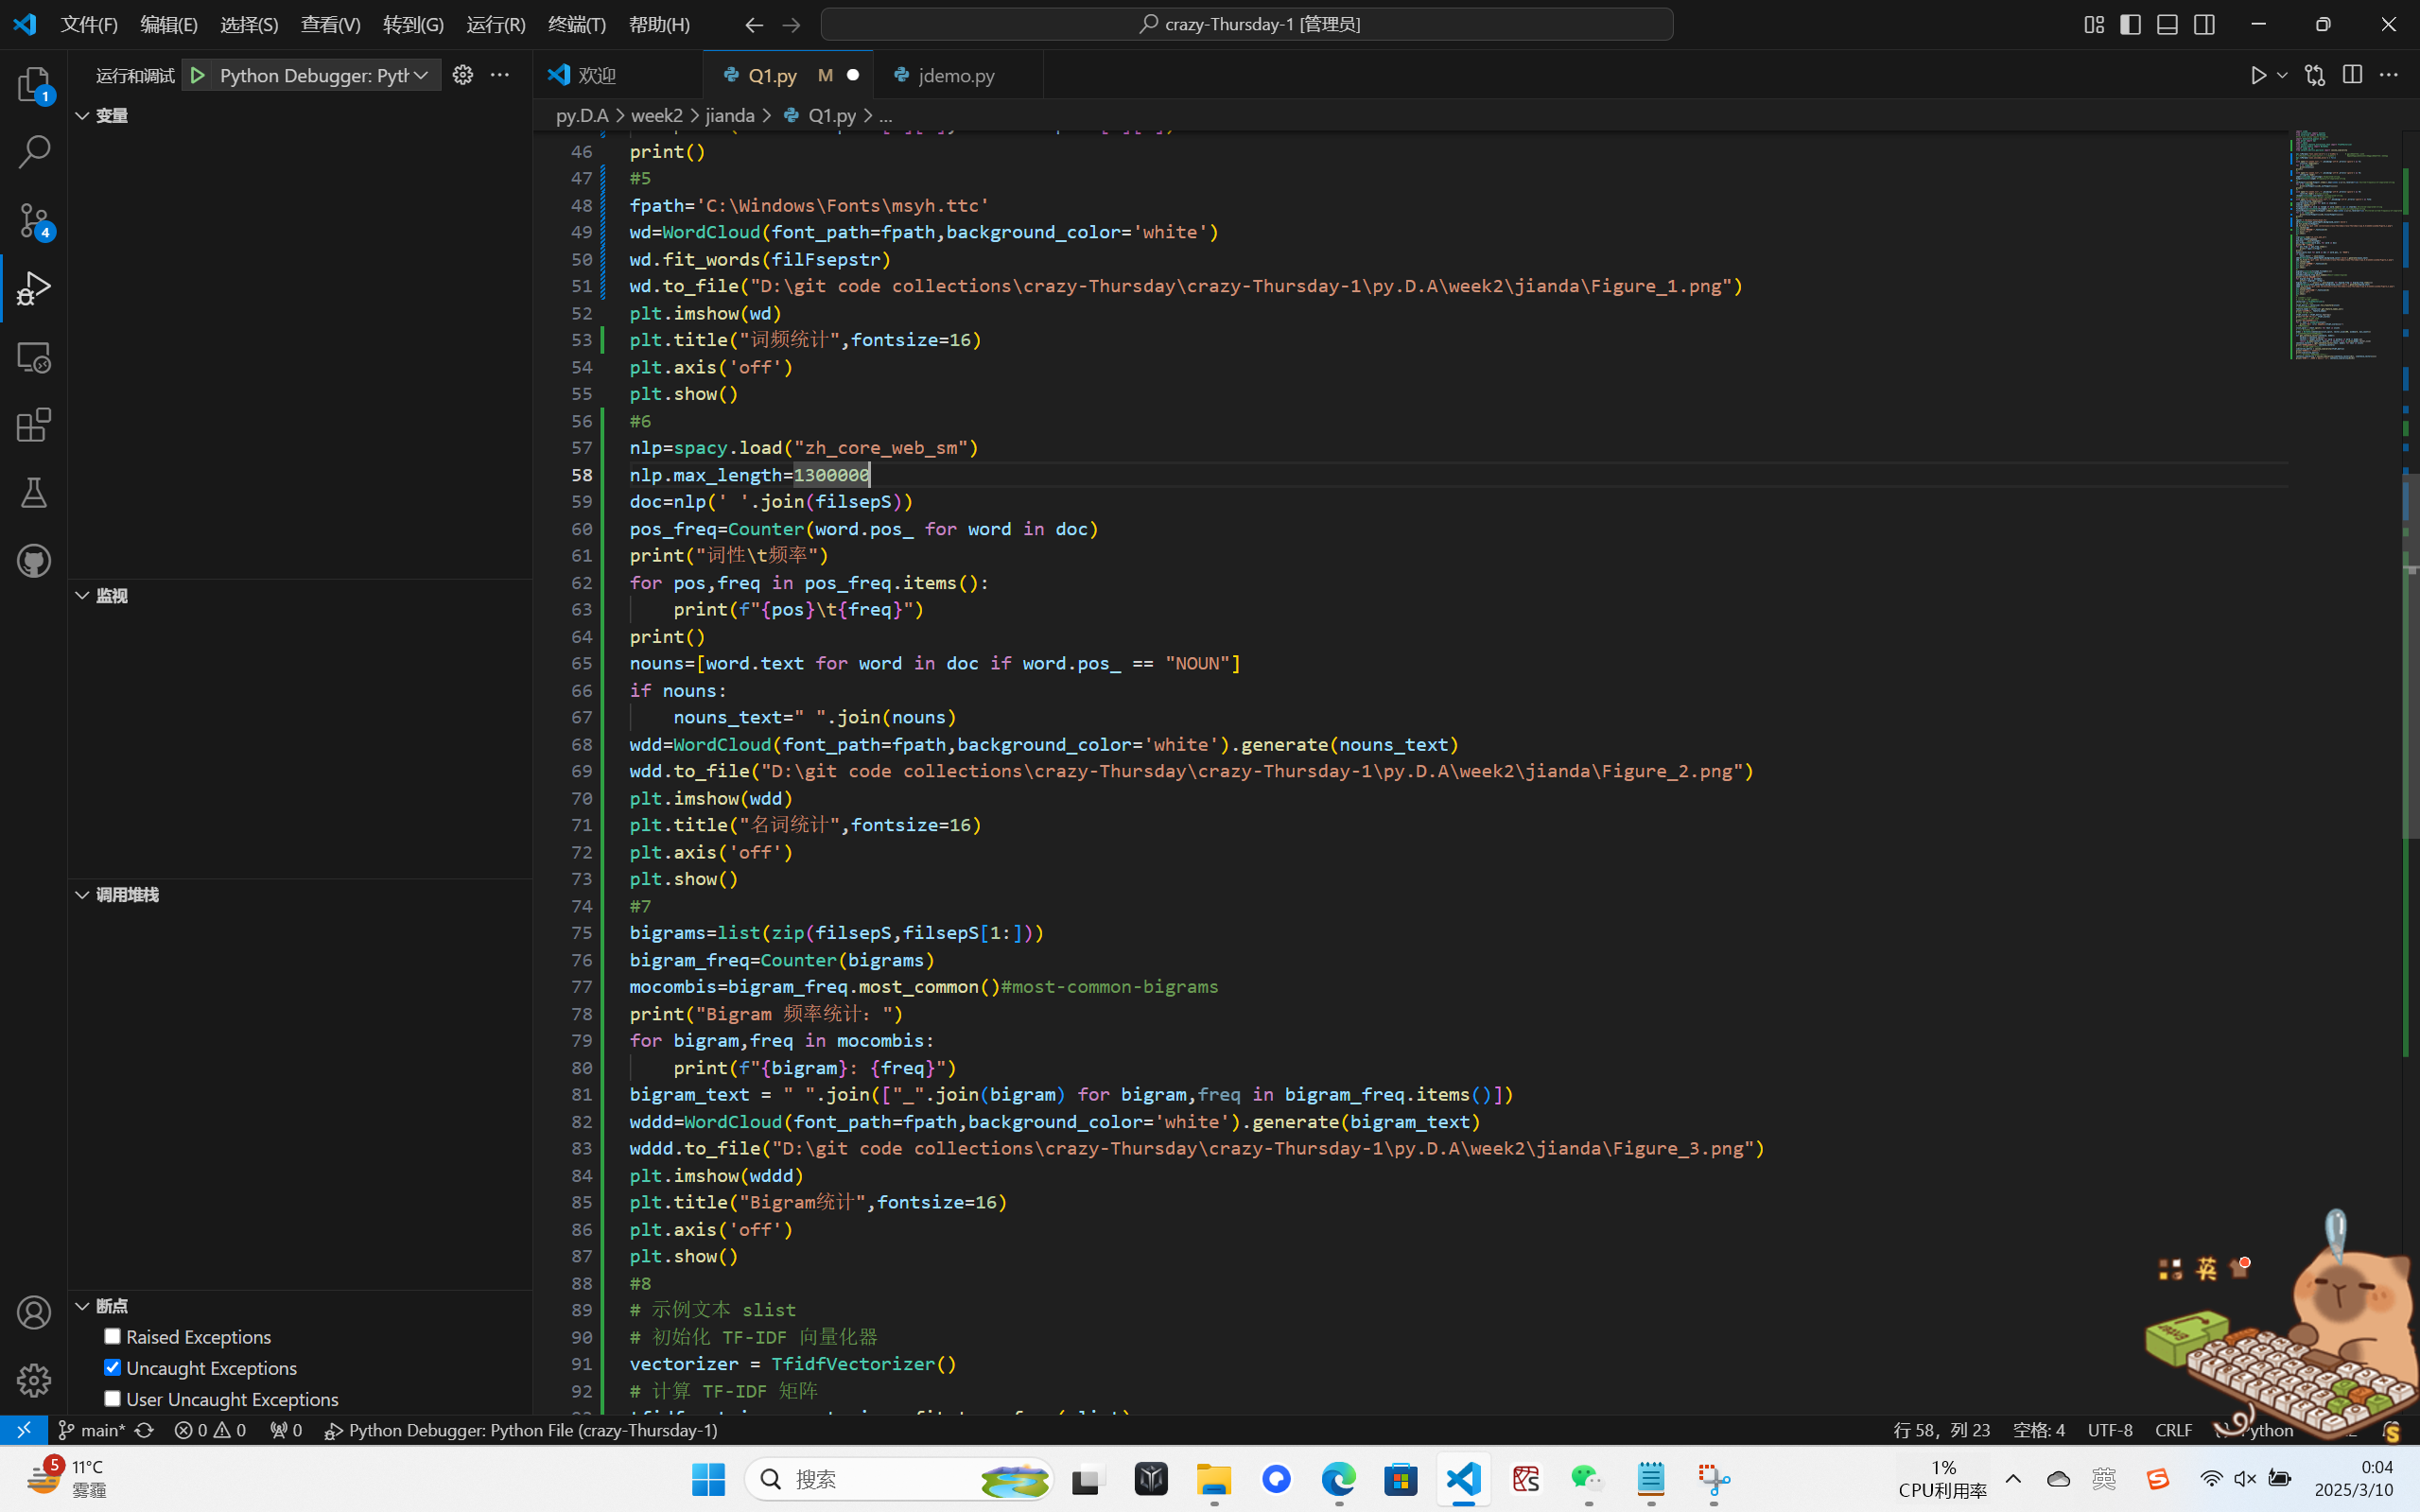 文件(F) 编辑(E) 选择(S) 查看(V) 转到(G) 运行(R) 终端(T) 帮助(H)
crazy-Thursday-1 [管理员]
运行和调试 Python Debugger: Pyth
欢迎 Q1.py M jdemo.py
py.D.A > week2 > jianda > Q1.py > ...
1
4
变量
监视
调用堆栈
断点
Raised Exceptions
Uncaught Exceptions
User Uncaught Exceptions
46 print()
47 #5
48 fpath='C:\Windows\Fonts\msyh.ttc'
49 wd=WordCloud(font_path=fpath,background_color='white')
50 wd.fit_words(filFsepstr)
51 wd.to_file("D:\git code collections\crazy-Thursday\crazy-Thursday-1\py.D.A\week2\jianda\Figure_1.png")
52 plt.imshow(wd)
53 plt.title("词频统计",fontsize=16)
54 plt.axis('off')
55 plt.show()
56 #6
57 nlp=spacy.load("zh_core_web_sm")
58 nlp.max_length=1300000
59 doc=nlp(' '.join(filsepS))
60 pos_freq=Counter(word.pos_ for word in doc)
61 print("词性\t频率")
62 for pos,freq in pos_freq.items():
63 print(f"{pos}\t{freq}")
64 print()
65 nouns=[word.text for word in doc if word.pos_ == "NOUN"]
66 if nouns:
67 nouns_text=" ".join(nouns)
68 wdd=WordCloud(font_path=fpath,background_color='white').generate(nouns_text)
69 wdd.to_file("D:\git code collections\crazy-Thursday\crazy-Thursday-1\py.D.A\week2\jianda\Figure_2.png")
70 plt.imshow(wdd)
71 plt.title("名词统计",fontsize=16)
72 plt.axis('off')
73 plt.show()
74 #7
75 bigrams=list(zip(filsepS,filsepS[1:]))
76 bigram_freq=Counter(bigrams)
77 mocombis=bigram_freq.most_common()#most-common-bigrams
78 print("Bigram 频率统计: ")
79 for bigram,freq in mocombis:
80 print(f"{bigram}: {freq}")
81 bigram_text = " ".join(["_".join(bigram) for bigram,freq in bigram_freq.items()])
82 wddd=WordCloud(font_path=fpath,background_color='white').generate(bigram_text)
83 wddd.to_file("D:\git code collections\crazy-Thursday\crazy-Thursday-1\py.D.A\week2\jianda\Figure_3.png")
84 plt.imshow(wddd)
85 plt.title("Bigram统计",fontsize=16)
86 plt.axis('off')
87 plt.show()
88 #8
89 # 示例文本 slist
90 # 初始化 TF-IDF 向量化器
91 vectorizer = TfidfVectorizer()
92 # 计算 TF-IDF 矩阵
英
Enter
main* 0 0 0 Python Debugger: Python File (crazy-Thursday-1) 行 58，列 23 空格: 4 UTF-8 CRLF
5 11°C
雾霾
搜索
1%
CPU利用率
英
0:04
2025/3/10